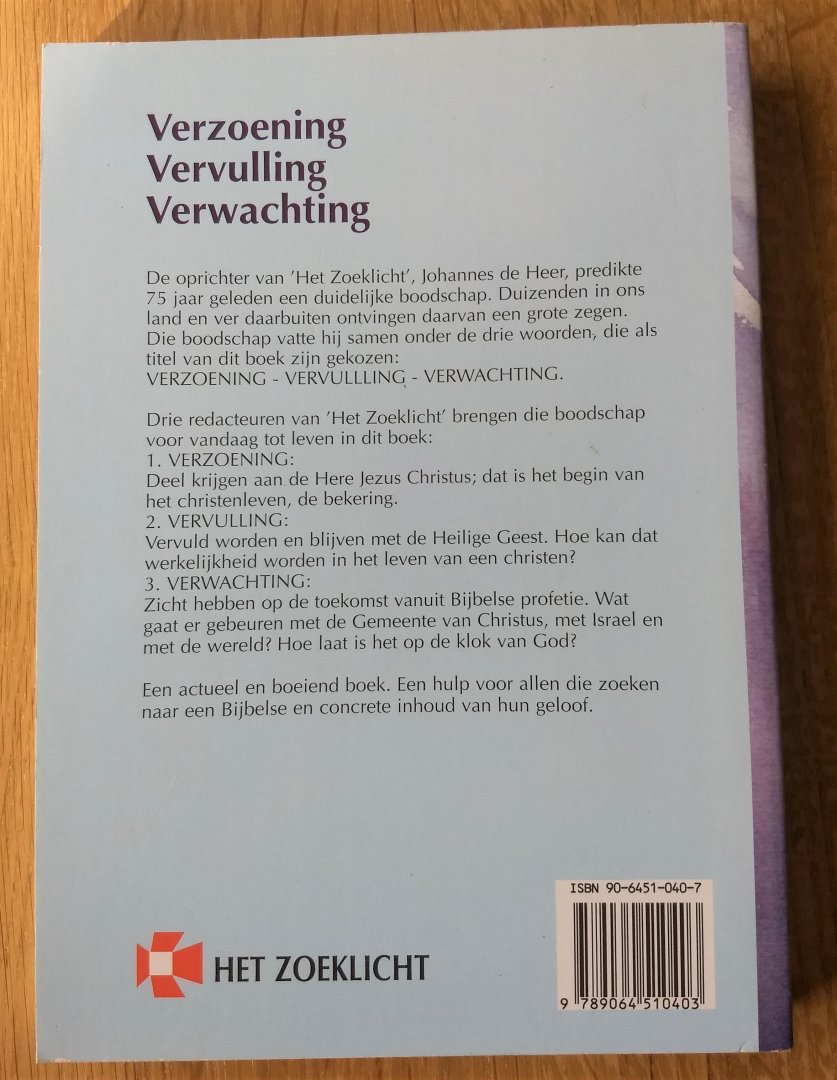 Verzoening
Vervulling
Verwachting
De oprichter van 'Het Zoeklicht', Johannes de Heer, predikte
75 jaar geleden een duidelijke boodschap. Duizenden in ons
land en ver daarbuiten ontvingen daarvan een grote zegen.
Die boodschap vatte hij samen onder de drie woorden, die als
titel van dit boek zijn gekozen:
VERZOENING - VERVULLLING - VERWACHTING.
Drie redacteuren van 'Het Zoeklicht' brengen die boodschap
voor vandaag tot leven in dit boek:
1. VERZOENING:
Deel krijgen aan de Here Jezus Christus; dat is het begin van
het christenleven, de bekering.
2. VERVULLING:
Vervuld worden en blijven met de Heilige Geest. Hoe kan dat
werkelijkheid worden in het leven van een christen?
3. VERWACHTING:
Zicht hebben op de toekomst vanuit Bijbelse profetie. Wat
gaat er gebeuren met de Gemeente van Christus, met Israel en
met de wereld? Hoe laat is het op de klok van God?
Een actueel en boeiend boek. Een hulp voor allen die zoeken
naar een Bijbelse en concrete inhoud van hun geloof.
ISBN 90-6451-040-7
9 789064 510403
HET ZOEKLICHT